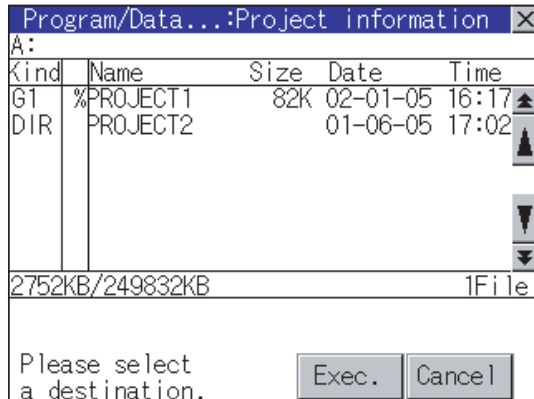 Program/Data...:Project information ×
A:
Kind Name Size Date Time
G1 %PROJECT1 82K 02-01-05 16:17
DIR PROJECT2 01-06-05 17:02
2752KB/249832KB 1File
Please select
a destination.
Exec. Cancel